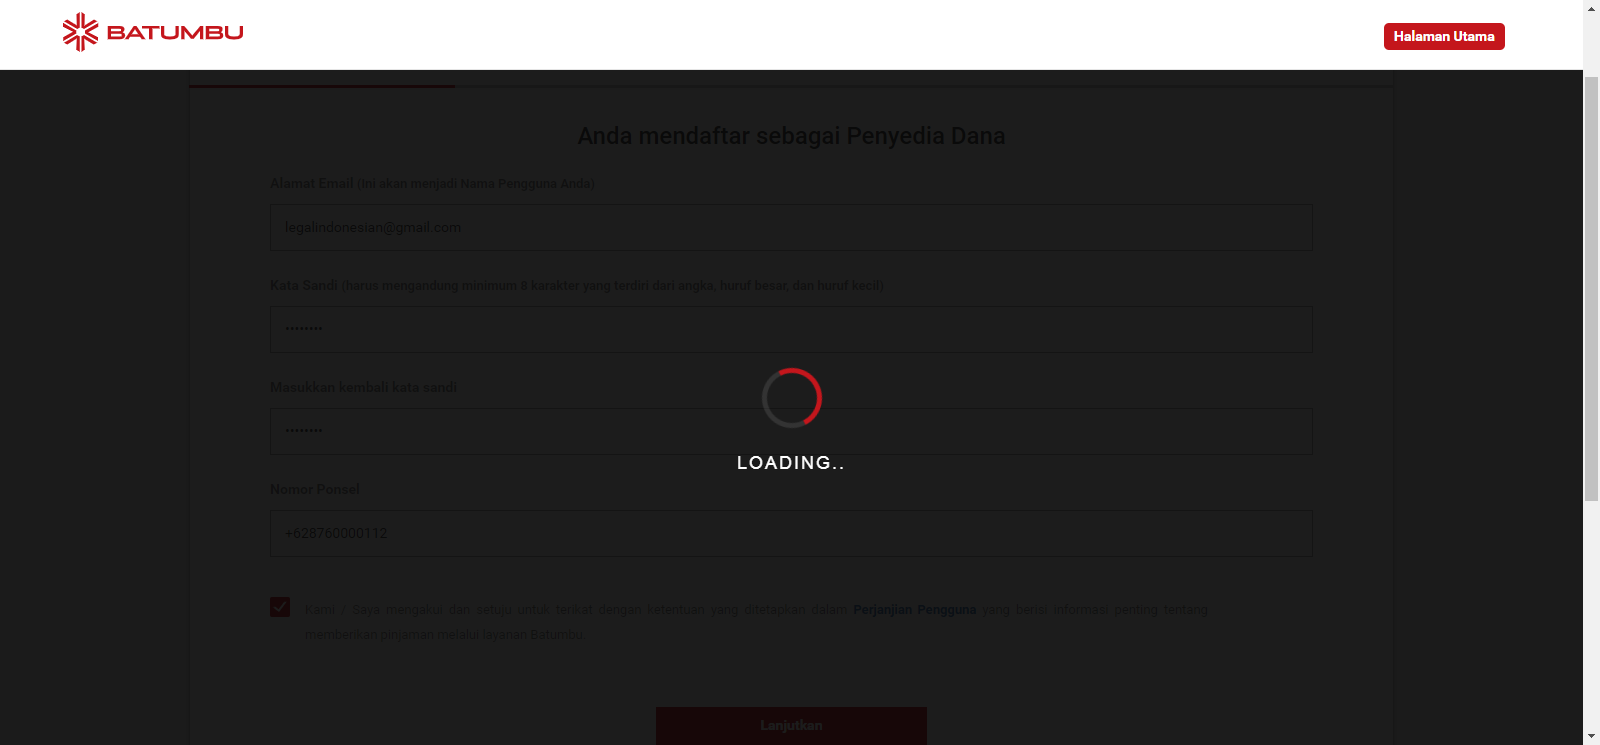 BATUMBU
Halaman Utama
Anda mendaftar sebagai Penyedia Dana
Alamat Email (Ini akan menjadi Nama Pengguna Anda)
legalindonesian@gmail.com
Kata Sandi (harus mengandung minimum 8 karakter yang terdiri dari angka, huruf besar, dan huruf kecil)
••••••••
Masukkan kembali kata sandi
••••••••
LOADING..
Nomor Ponsel
+628760000112
Kami / Saya mengakui dan setuju untuk terikat dengan ketentuan yang ditetapkan dalam Perjanjian Pengguna yang berisi informasi penting tentang
memberikan pinjaman melalui layanan Batumbu
Lanjutkan